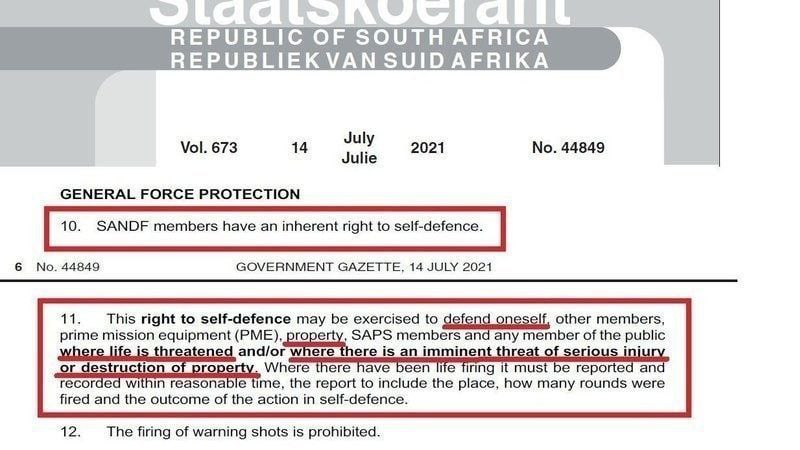 Staatskoerant
REPUBLIC OF SOUTH AFRICA
REPUBLIEK VAN SUID AFRIKA
Vol. 673 14 July 2021 No. 44849
Julie
GENERAL FORCE PROTECTION
10. SANDF members have an inherent right to self-defence.
6 No. 44849 GOVERNMENT GAZETTE, 14 JULY 2021
11. This right to self-defence may be exercised to defend oneself, other members,
prime mission equipment (PME), property, SAPS members and any member of the public
where life is threatened and/or where there is an imminent threat of serious injury
or destruction of property. Where there have been life firing it must be reported and
recorded within reasonable time, the report to include the place, how many rounds were
fired and the outcome of the action in self-defence.
12. The firing of warning shots is prohibited.